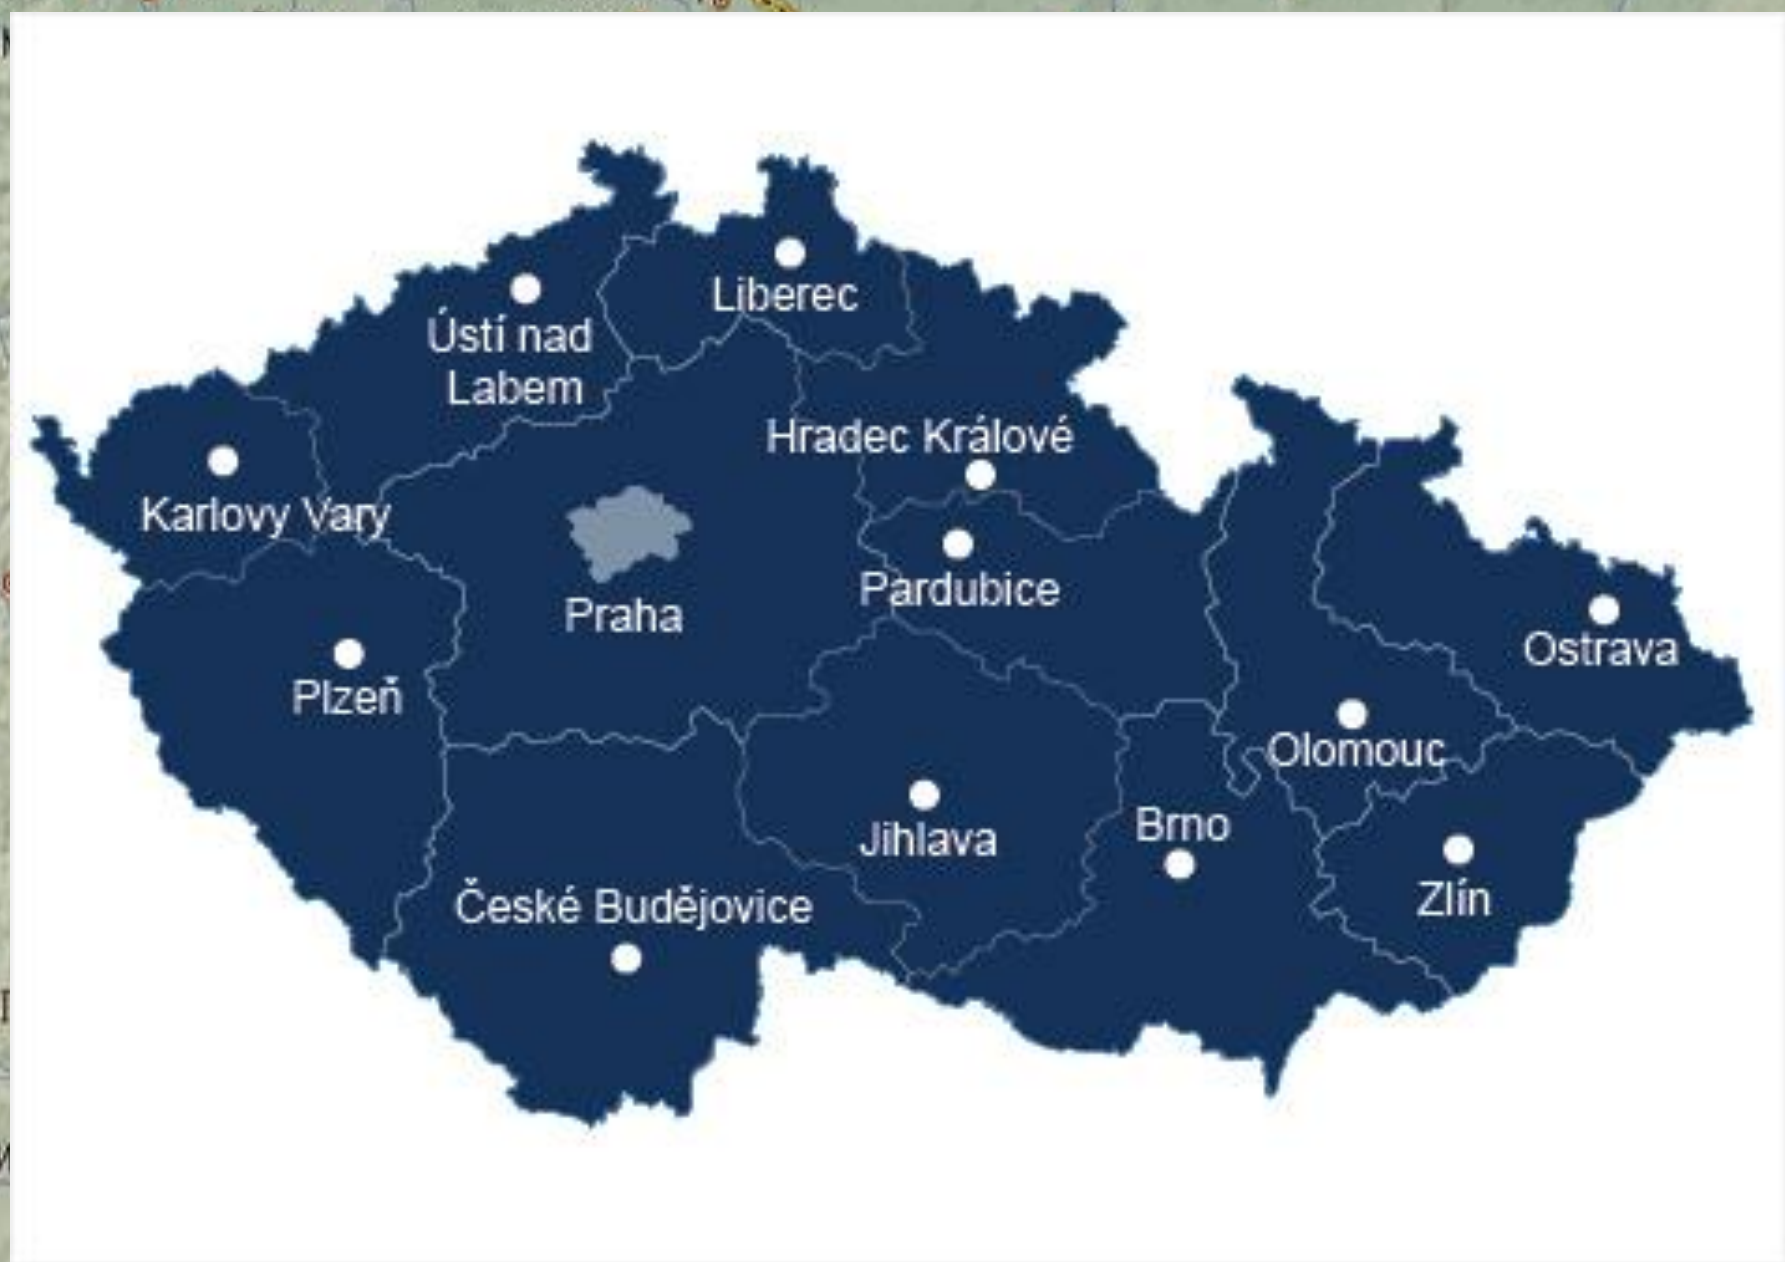 Liberec
Ústí nad
Labem
Hradec Králové
Karlovy Vary
Pardubice
Praha
Ostrava
Plzeň
Olomouc
Brno
Jihlava
Zlín
České Budějovice